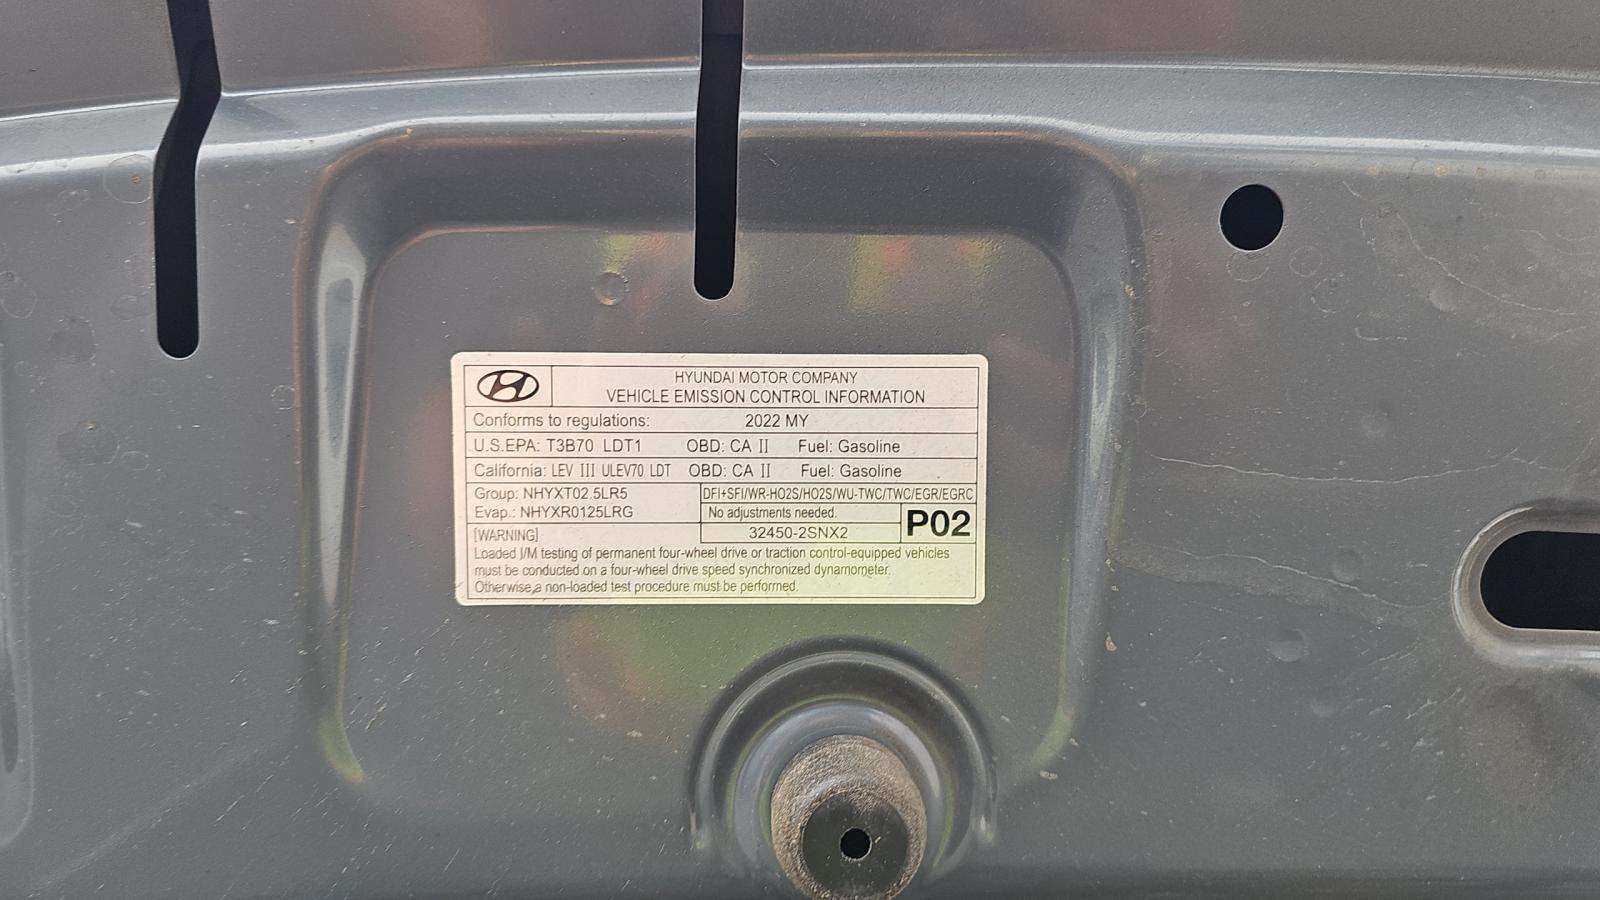 HYUNDAI MOTOR COMPANY
VEHICLE EMISSION CONTROL INFORMATION
Conforms to regulations: 2022 MY
U.S.EPA: T3B70 LDT1 OBD: CA II Fuel: Gasoline
California: LEV III ULEV70 LDT OBD: CA II Fuel: Gasoline
Group: NHYXT02.5LR5
Evap.: NHYXR0125LRG
DFI+SFI/WR-HO2S/HO2S/WU-TWC/TWC/EGR/EGRC
No adjustments needed.
32450-2SNX2
P02
[WARNING]
Loaded I/M testing of permanent four-wheel drive or traction control-equipped vehicles
must be conducted on a four-wheel drive speed synchronized dynamometer.
Otherwise,a non-loaded test procedure must be performed.